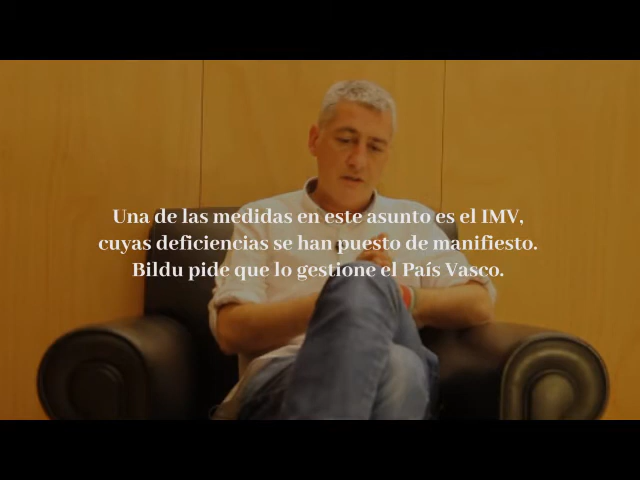 Una de las medidas en este asunto es el IMV,
cuyas deficiencias se han puesto de manifiesto.
Bildu pide que lo gestione el País Vasco.